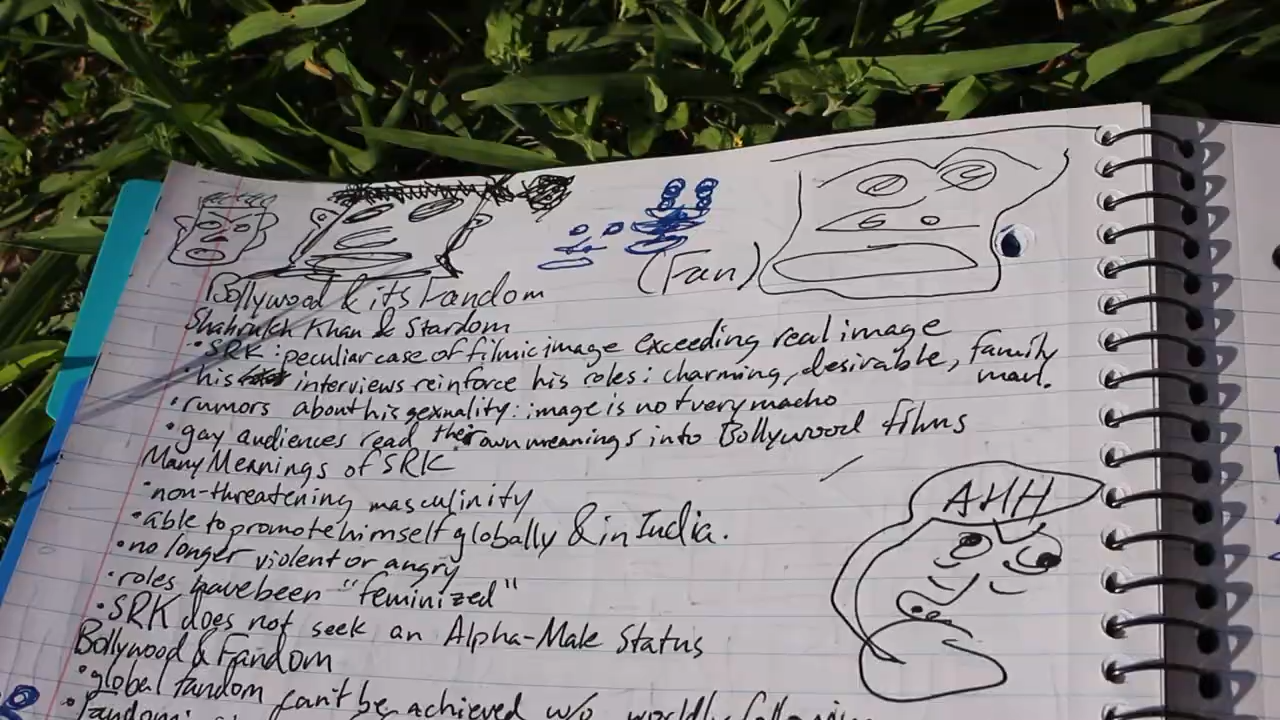 (Fan)
Bollywood & its Fandom
Shahrukh Khan & Stardom
• SRK: peculiar case of filmic image exceeding real image
• his interviews reinforce his roles: charming, desirable, family man.
• rumors about his sexuality: image is not very macho
• gay audiences read their own meanings into Bollywood films
Many Meanings of SRK
• non-threatening masculinity
• able to promote himself globally & in India.
• no longer violent or angry
• roles have been "feminized"
• SRK does not seek an Alpha-Male Status
AHH
Bollywood & Fandom
• global fandom can't be achieved w/o worldly following
• Fandom: